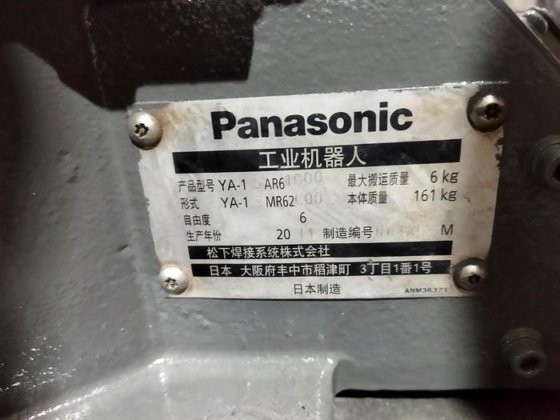 Panasonic
工业机器人
产品型号 YA-1 AR6 最大搬运质量 6 kg
形式 YA-1 MR62 本体质量 161 kg
自由度 6
生产年份 20 制造编号 M
松下焊接系统株式会社
日本 大阪府丰中市稻津町 3丁目1番1号
日本制造 ANM36371